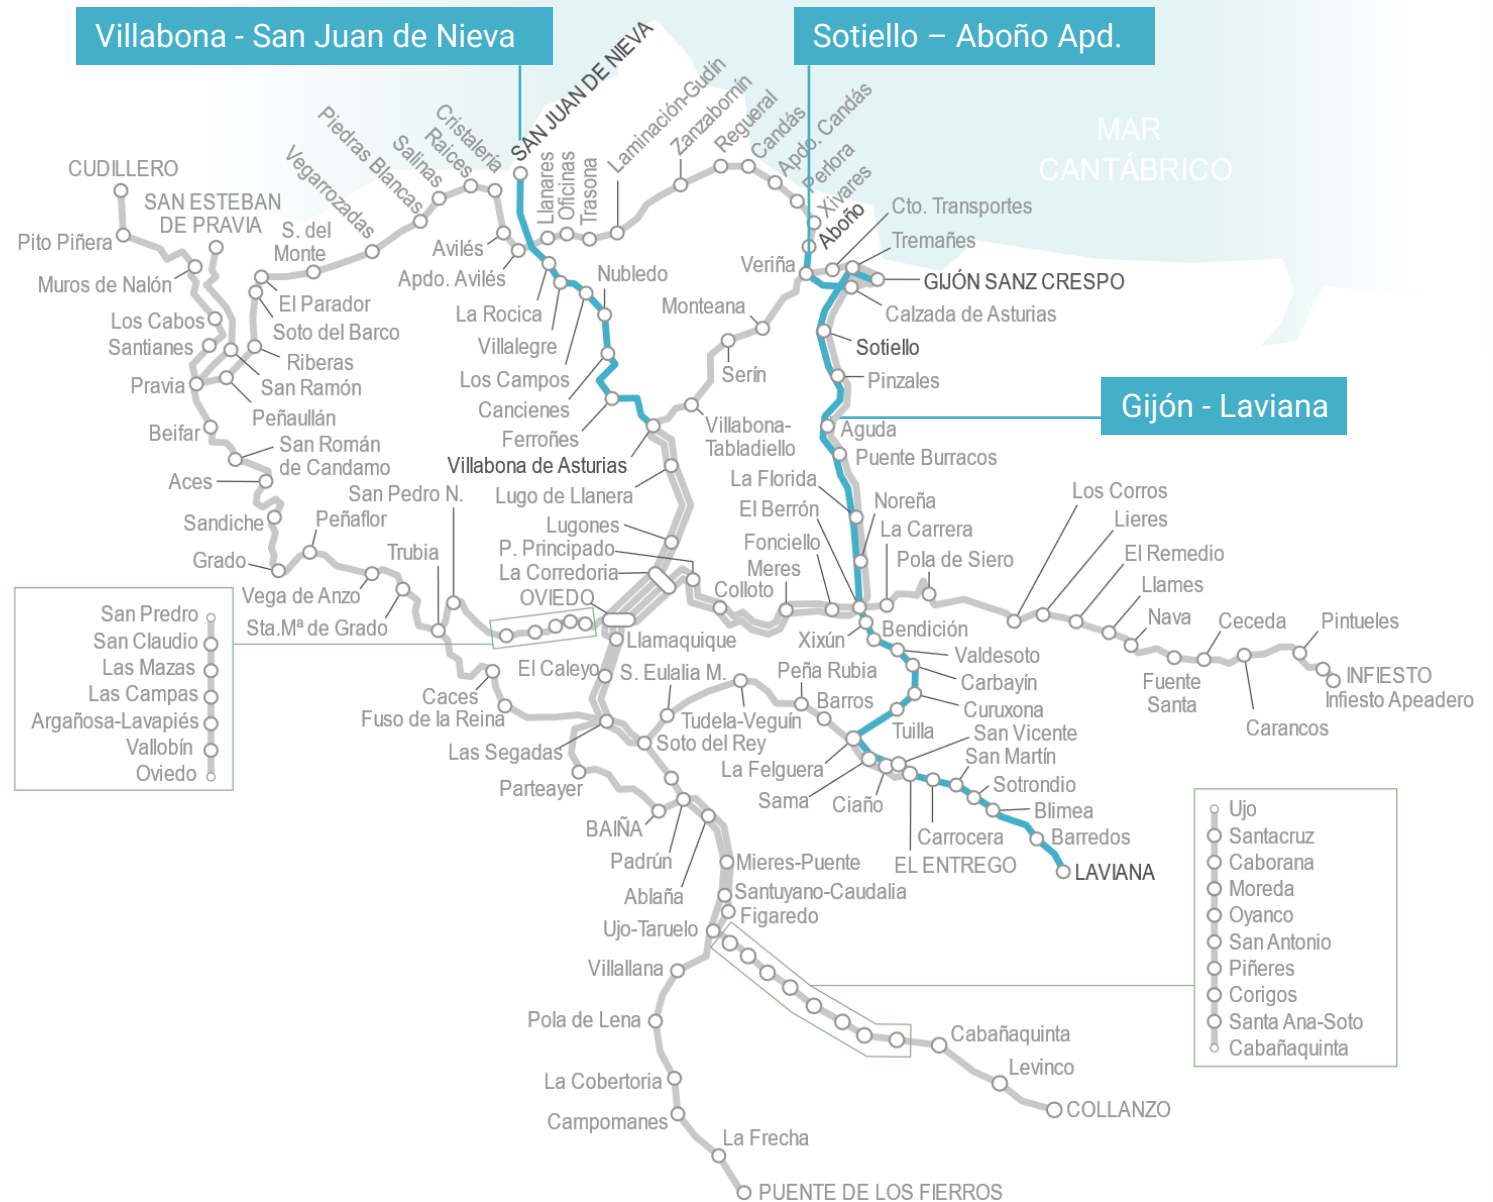 Villabona - San Juan de Nieva
Sotiello – Aboño Apd.
Gijón - Laviana
MAR
CANTÁBRICO
CUDILLERO
SAN ESTEBAN
DE PRAVIA
Pito Piñera
Muros de Nalón
Los Cabos
Santianes
Pravia
Beifar
Aces
Sandiche
Grado
S. del
Monte
El Parador
Soto del Barco
Riberas
San Ramón
Peñaullán
San Román
de Candamo
San Pedro N.
Peñaflor
Trubia
Vega de Anzo
Sta.Mª de Grado
Vegarrozadas
Piedras Blancas
Salinas
Raíces
Cristalería
SAN JUAN DE NIEVA
Avilés
Apdo. Avilés
Llanares
Oficinas
Trasona
Laminación-Gudín
Zanzabornín
Regueral
Candás
Apdo. Candás
Perlora
Xivares
Aboño
Veriña
Cto. Transportes
Tremañes
GIJÓN SANZ CRESPO
Calzada de Asturias
Sotiello
Pinzales
Aguda
Puente Burracos
La Florida
El Berrón
Fonciello
Meres
Colloto
Noreña
La Carrera
Pola de Siero
Los Corros
Lieres
El Remedio
Llames
Nava
Ceceda
Pintueles
INFIESTO
Infiesto Apeadero
Fuente
Santa
Carancos
Nubledo
La Rocica
Villalegre
Los Campos
Cancienes
Ferroñes
Villabona de Asturias
Monteana
Serín
Villabona-
Tabladiello
Lugo de Llanera
Lugones
P. Principado
La Corredoria
OVIEDO
Llamaquique
El Caleyo
S. Eulalia M.
Caces
Fuso de la Reina
Las Segadas
Parteayer
BAIÑA
Padrún
Ablaña
Tudela-Veguín
Soto del Rey
Peña Rubia
Barros
Xixún
Bendición
Valdesoto
Carbayín
Curuxona
Tuilla
La Felguera
Sama
Ciaño
San Vicente
San Martín
Sotrondio
Blimea
Barredos
Carrocera
EL ENTREGO
LAVIANA
Mieres-Puente
Santuyano-Caudalia
Figaredo
Ujo-Taruelo
Villallana
Pola de Lena
La Cobertoria
Campomanes
La Frecha
PUENTE DE LOS FIERROS
Cabañaquinta
Levinco
COLLANZO
San Pedro
San Claudio
Las Mazas
Las Campas
Argañosa-Lavapiés
Vallobín
Oviedo
Ujo
Santacruz
Caborana
Moreda
Oyanco
San Antonio
Piñeres
Corigos
Santa Ana-Soto
Cabañaquinta